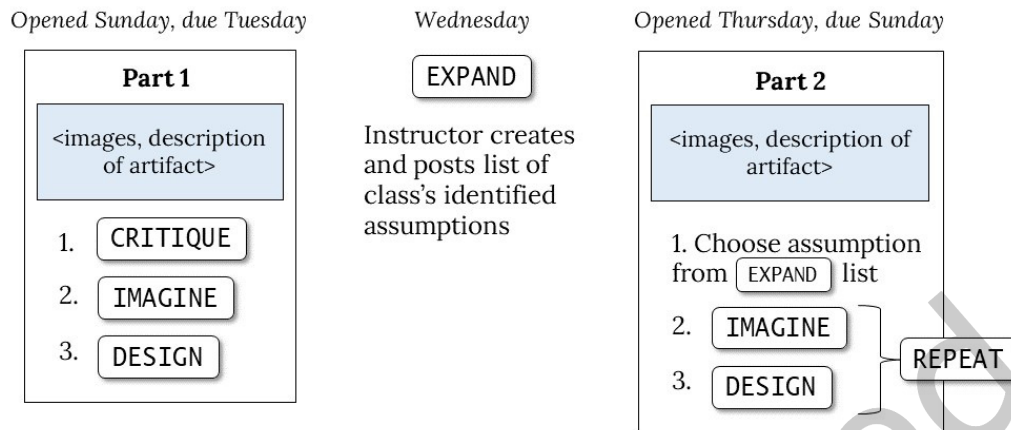 Opened Sunday, due Tuesday
Part 1
<images, description
of artifact>
1. CRITIQUE
2. IMAGINE
3. DESIGN
Wednesday
EXPAND
Instructor creates
and posts list of
class's identified
assumptions
Opened Thursday, due Sunday
Part 2
<images, description of
artifact>
1. Choose assumption
from EXPAND list
2. IMAGINE
3. DESIGN
REPEAT